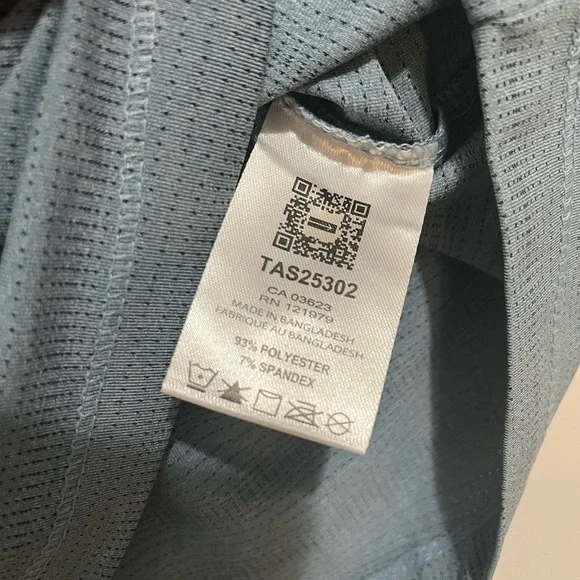 TAS25302
CA 03623
RN 121979
MADE IN BANGLADESH
FABRIQUE AU BANGLADESH
93% POLYESTER
7% SPANDEX